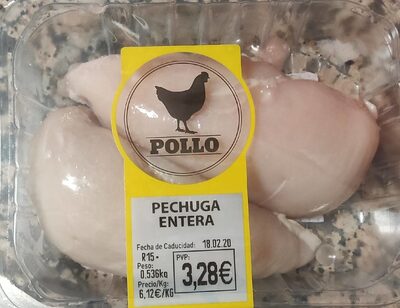 POLLO
PECHUGA
ENTERA
Fecha de Caducidad: 18.02.20
R15-
Peso:
0.536kg
Precio/Kg:
6,12€/KG
PVP:
3,28€